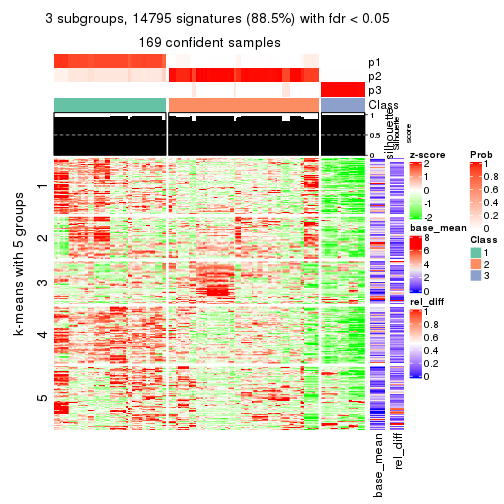 3 subgroups, 14795 signatures (88.5%) with fdr < 0.05
169 confident samples
p1
p2
p3
Class
1
0.5
0
silhouette
Silhouette
score
k-means with 5 groups
1
2
3
4
5
base_mean
rel_diff
z-score
2
1
0
-1
-2
base_mean
8
6
4
2
0
rel_diff
1
0.8
0.6
0.4
0.2
0
Prob
1
0.8
0.6
0.4
0.2
0
Class
1
2
3